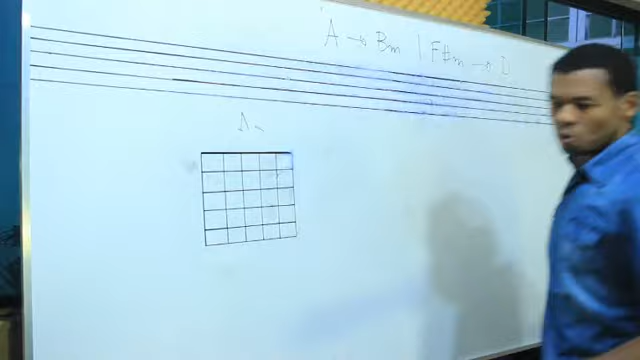 A → Bm | F#m → D